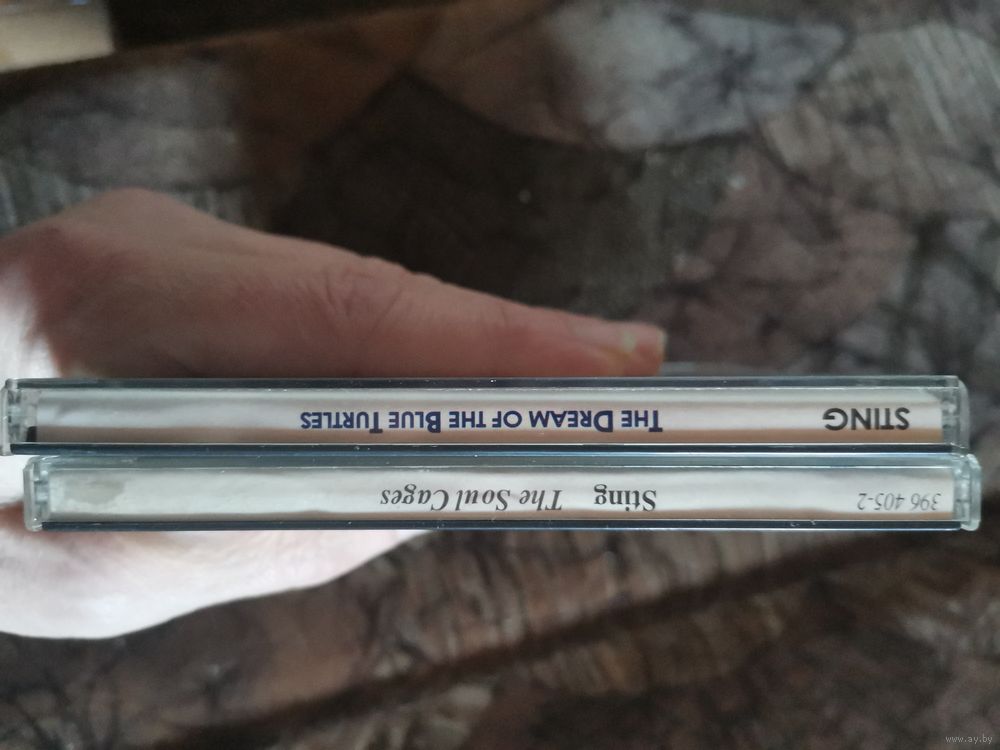 STING THE DREAM OF THE BLUE TURTLES
396 405-2 Sting The Soul Cages
www.ay.by